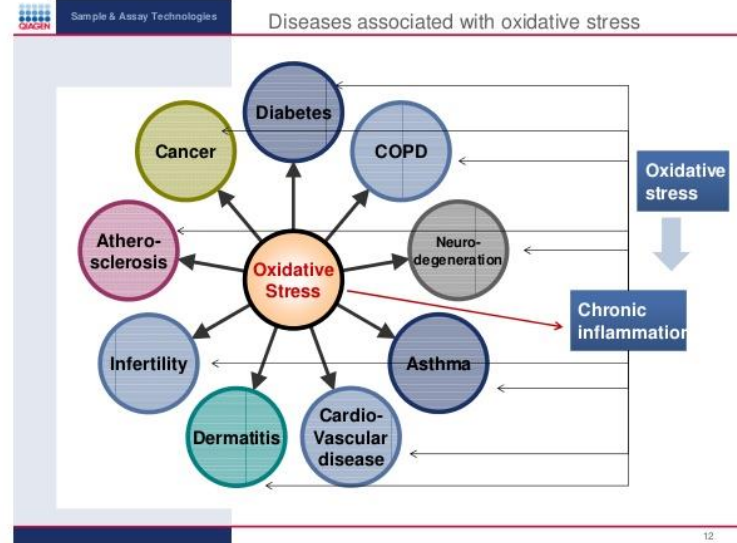 QIAGEN
Sample & Assay Technologies
Diseases associated with oxidative stress
Diabetes
Cancer
COPD
Oxidative
stress
Athero-
sclerosis
Neuro-
degeneration
Oxidative
Stress
Chronic
inflammation
Infertility
Asthma
Dermatitis
Cardio-
Vascular
disease
12